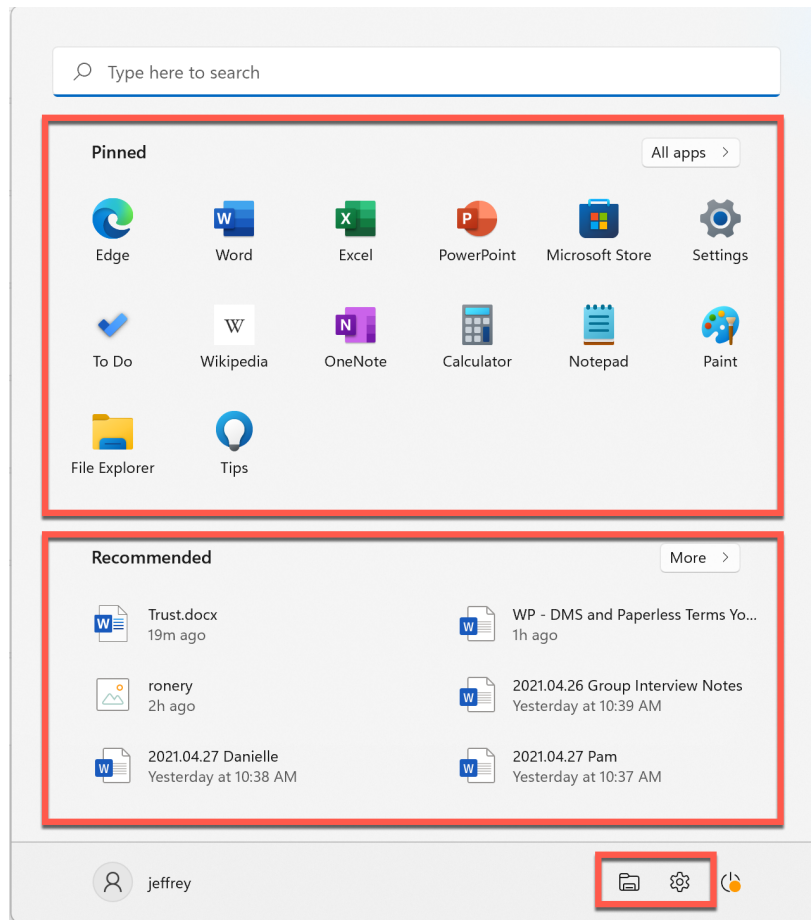 Type here to search
Pinned
All apps
Edge
Word
Excel
PowerPoint
Microsoft Store
Settings
To Do
Wikipedia
OneNote
Calculator
Notepad
Paint
File Explorer
Tips
Recommended
More
Trust.docx
19m ago
WP - DMS and Paperless Terms Yo...
1h ago
ronery
2h ago
2021.04.26 Group Interview Notes
Yesterday at 10:39 AM
2021.04.27 Danielle
Yesterday at 10:38 AM
2021.04.27 Pam
Yesterday at 10:37 AM
jeffrey